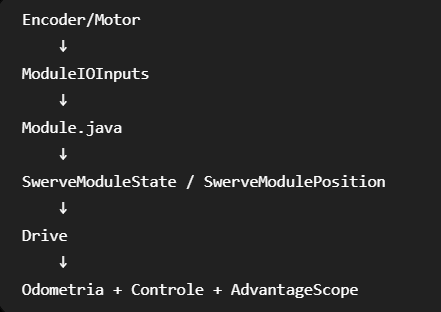 Encoder/Motor
↓
ModuleIOInputs
↓
Module.java
↓
SwerveModuleState / SwerveModulePosition
↓
Drive
↓
Odometria + Controle + AdvantageScope